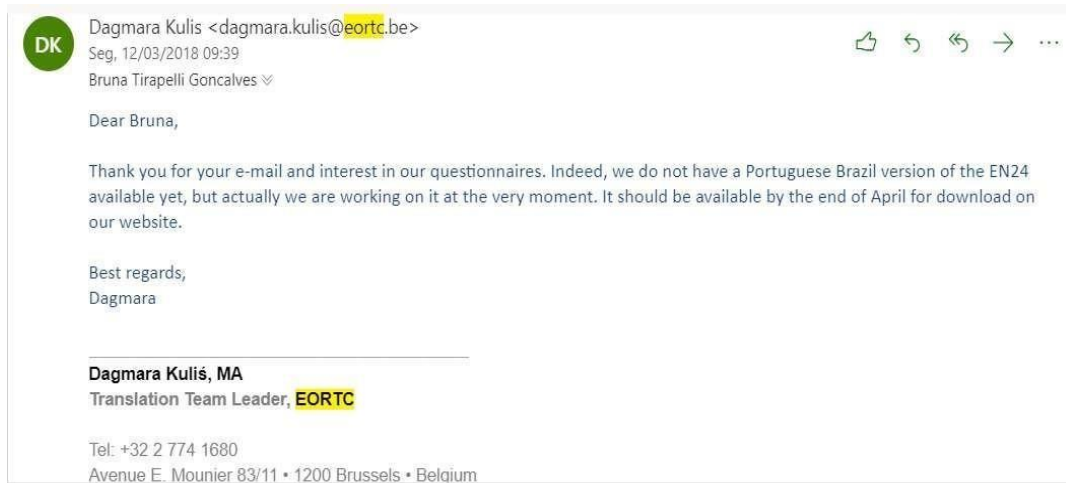 DK
Dagmara Kulis <dagmara.kulis@eortc.be>
Seg, 12/03/2018 09:39
Bruna Tirapelli Goncalves
Dear Bruna,
Thank you for your e-mail and interest in our questionnaires. Indeed, we do not have a Portuguese Brazil version of the EN24
available yet, but actually we are working on it at the very moment. It should be available by the end of April for download on
our website.
Best regards,
Dagmara
Dagmara Kuliś, MA
Translation Team Leader, EORTC
Tel: +32 2 774 1680
Avenue E. Mounier 83/11 • 1200 Brussels • Belgium